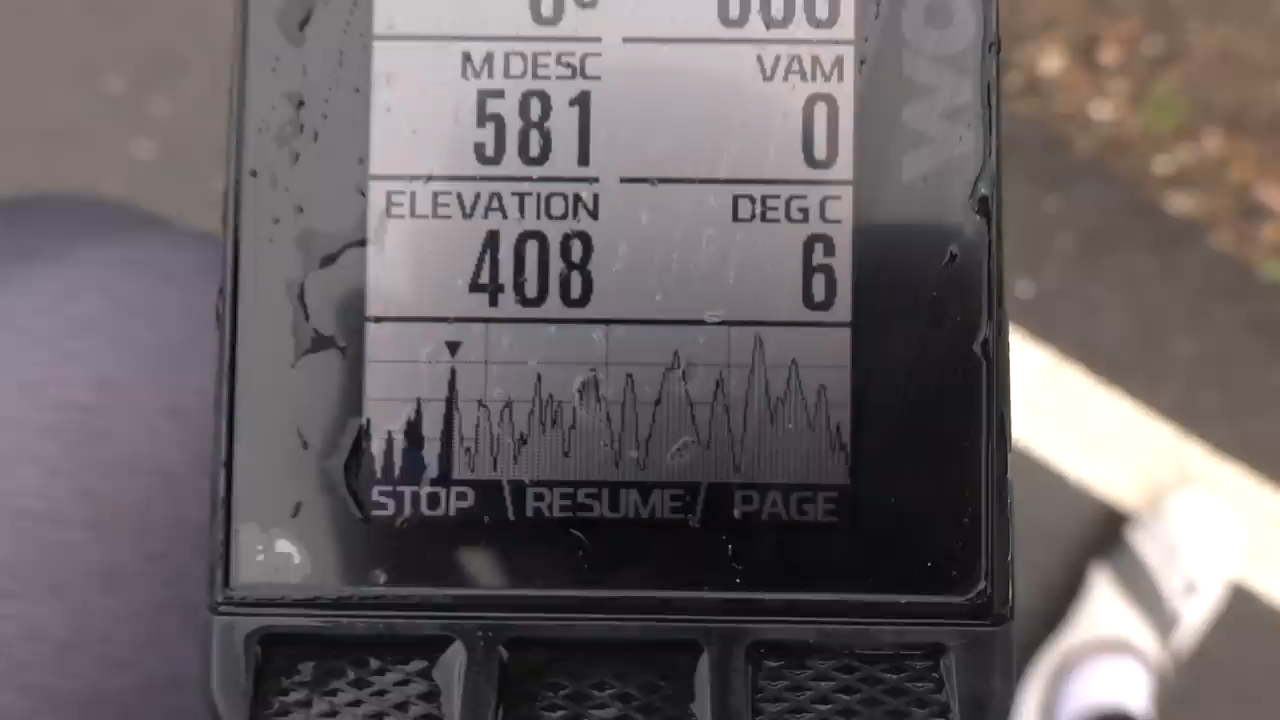 M DESC VAM
581 0
ELEVATION DEG C
408 6
STOP RESUME PAGE